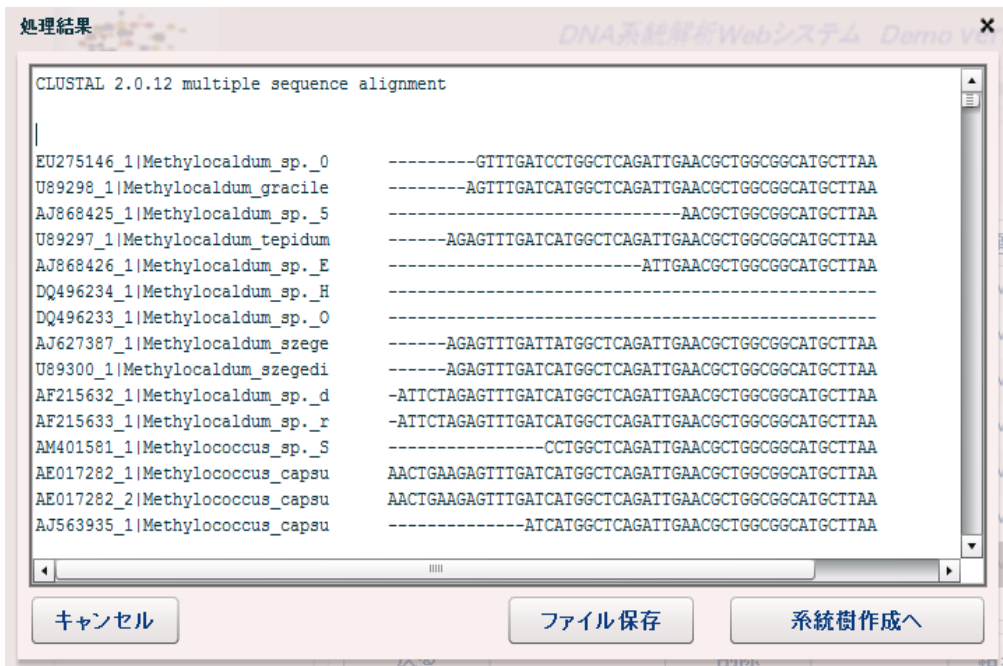 処理結果
DNA系統解析Webシステム Demo ver
CLUSTAL 2.0.12 multiple sequence alignment
EU275146_1|Methylocaldum_sp._0 ---------GTTTGATCCTGGCTCAGATTGAACGCTGGCGGCATGCTTAA
U89298_1|Methylocaldum_gracile --------AGTTTGATCATGGCTCAGATTGAACGCTGGCGGCATGCTTAA
AJ868425_1|Methylocaldum_sp._5 ------------------------------AACGCTGGCGGCATGCTTAA
U89297_1|Methylocaldum_tepidum ------AGAGTTTGATCATGGCTCAGATTGAACGCTGGCGGCATGCTTAA
AJ868426_1|Methylocaldum_sp._E --------------------------ATTGAACGCTGGCGGCATGCTTAA
DQ496234_1|Methylocaldum_sp._H --------------------------------------------------
DQ496233_1|Methylocaldum_sp._O --------------------------------------------------
AJ627387_1|Methylocaldum_szege ------AGAGTTTGATTATGGCTCAGATTGAACGCTGGCGGCATGCTTAA
U89300_1|Methylocaldum_szegedi ------AGAGTTTGATCATGGCTCAGATTGAACGCTGGCGGCATGCTTAA
AF215632_1|Methylocaldum_sp._d -ATTCTAGAGTTTGATCATGGCTCAGATTGAACGCTGGCGGCATGCTTAA
AF215633_1|Methylocaldum_sp._r -ATTCTAGAGTTTGATCATGGCTCAGATTGAACGCTGGCGGCATGCTTAA
AM401581_1|Methylococcus_sp._S ----------------CCTGGCTCAGATTGAACGCTGGCGGCATGCTTAA
AE017282_1|Methylococcus_capsu AACTGAAGAGTTTGATCATGGCTCAGATTGAACGCTGGCGGCATGCTTAA
AE017282_2|Methylococcus_capsu AACTGAAGAGTTTGATCATGGCTCAGATTGAACGCTGGCGGCATGCTTAA
AJ563935_1|Methylococcus_capsu --------------ATCATGGCTCAGATTGAACGCTGGCGGCATGCTTAA
キャンセル
ファイル保存
系統樹作成へ